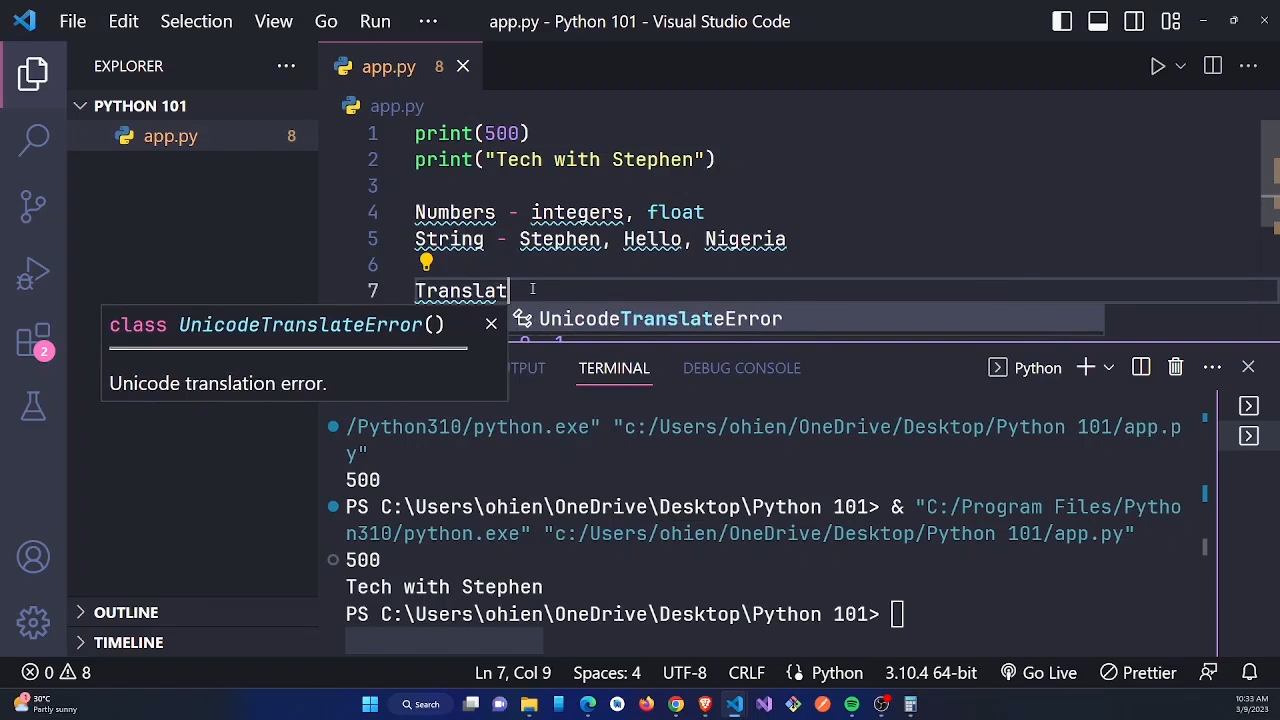 File Edit Selection View Go Run ··· app.py - Python 101 - Visual Studio Code
EXPLORER ···
app.py 8
PYTHON 101
app.py 8
app.py
1 print(500)
2 print("Tech with Stephen")
3
4 Numbers - integers, float
5 String - Stephen, Hello, Nigeria
6
7 Translat
class UnicodeTranslateError()
Unicode translation error.
UnicodeTranslateError
OUTPUT TERMINAL DEBUG CONSOLE
Python
/Python310/python.exe" "c:/Users/ohien/OneDrive/Desktop/Python 101/app.p
y"
500
PS C:\Users\ohien\OneDrive\Desktop\Python 101> & "C:/Program Files/Pytho
n310/python.exe" "c:/Users/ohien/OneDrive/Desktop/Python 101/app.py"
500
Tech with Stephen
PS C:\Users\ohien\OneDrive\Desktop\Python 101>
OUTLINE
TIMELINE
2
0 8 Ln 7, Col 9 Spaces: 4 UTF-8 CRLF Python 3.10.4 64-bit Go Live Prettier
30°C
Partly sunny
Search
10:33 AM
3/9/2023